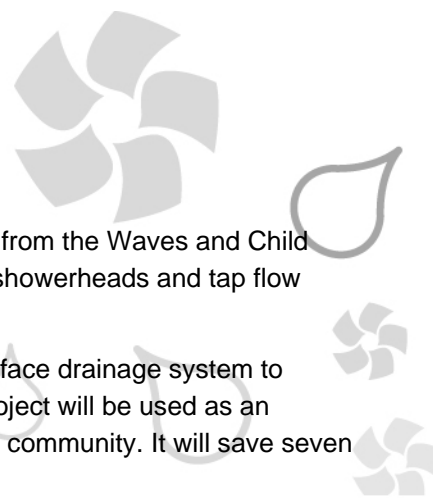 from the Waves and Child
showerheads and tap flow
face drainage system to
oject will be used as an
community. It will save seven